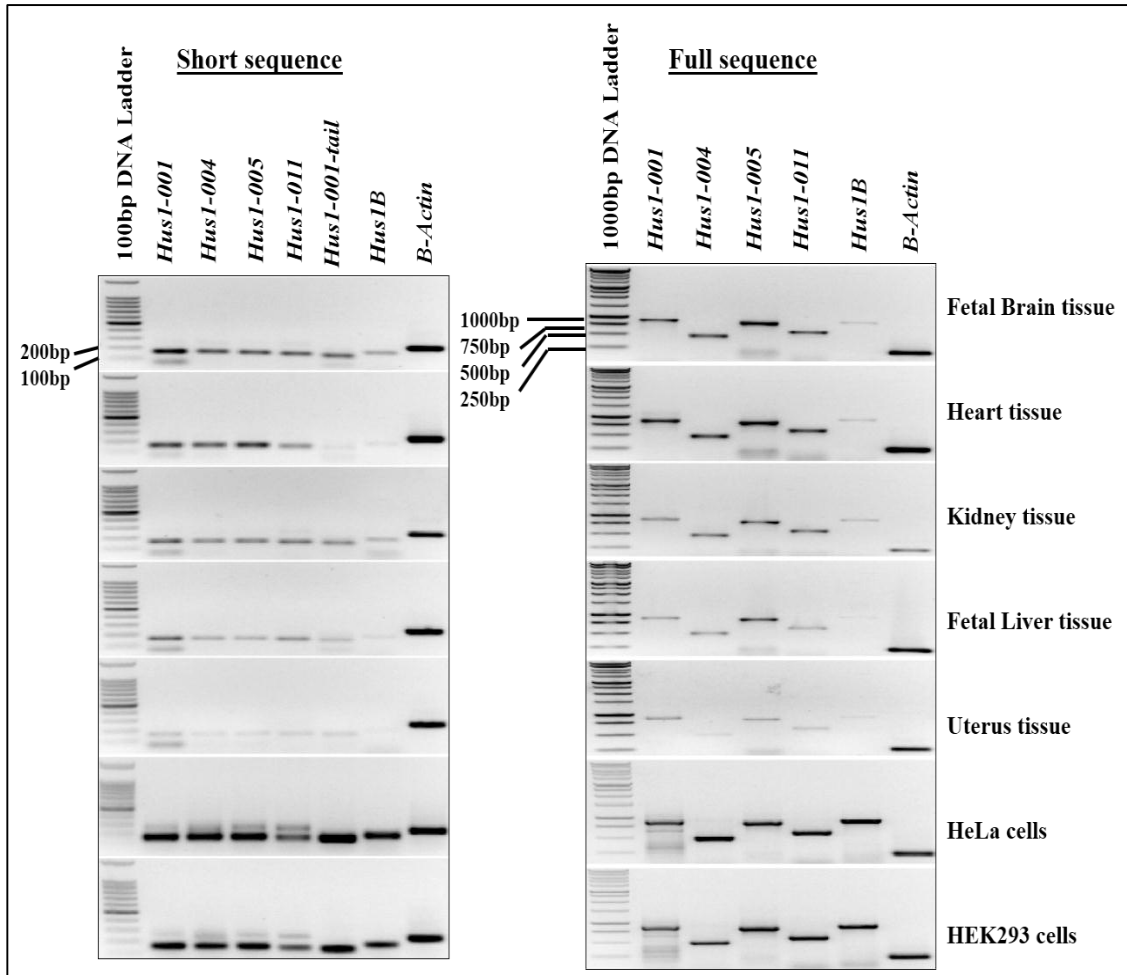 Short sequence
100bp DNA Ladder
Hus1-001
Hus1-004
Hus1-005
Hus1-011
Hus1-001-tail
Hus1B
B-Actin
200bp
100bp
Full sequence
1000bp DNA Ladder
Hus1-001
Hus1-004
Hus1-005
Hus1-011
Hus1B
B-Actin
1000bp
750bp
500bp
250bp
Fetal Brain tissue
Heart tissue
Kidney tissue
Fetal Liver tissue
Uterus tissue
HeLa cells
HEK293 cells